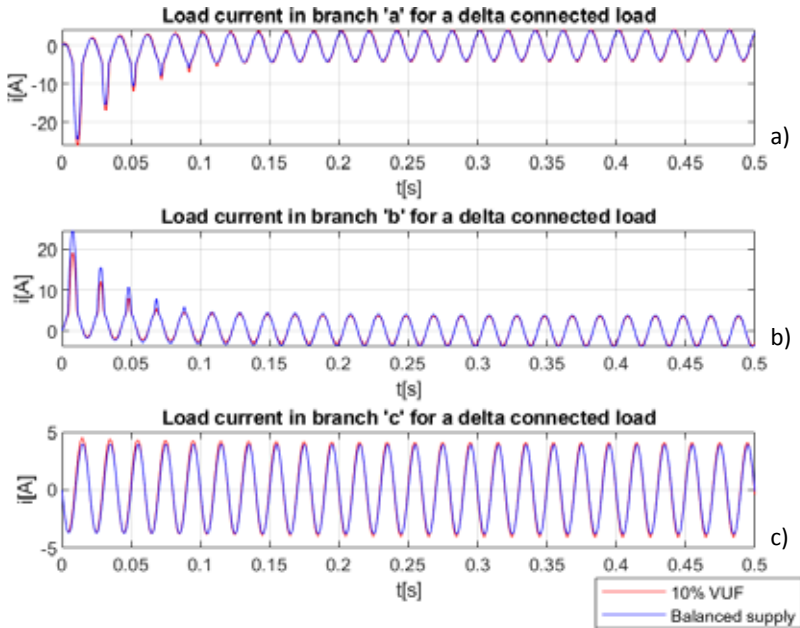 Load current in branch 'a' for a delta connected load
0
-10
-20
i[A]
0 0.05 0.1 0.15 0.2 0.25 0.3 0.35 0.4 0.45 0.5
t[s]
a)
Load current in branch 'b' for a delta connected load
20
10
0
i[A]
0 0.05 0.1 0.15 0.2 0.25 0.3 0.35 0.4 0.45 0.5
t[s]
b)
Load current in branch 'c' for a delta connected load
5
0
-5
i[A]
0 0.05 0.1 0.15 0.2 0.25 0.3 0.35 0.4 0.45 0.5
t[s]
c)
10% VUF
Balanced supply